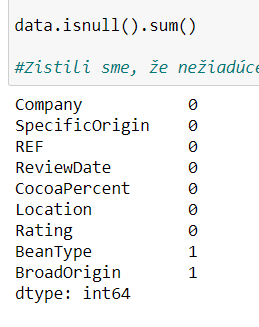 data.isnull().sum()
#Zistili sme, že nežiadúce
Company 0
SpecificOrigin 0
REF 0
ReviewDate 0
CocoaPercent 0
Location 0
Rating 0
BeanType 1
BroadOrigin 1
dtype: int64